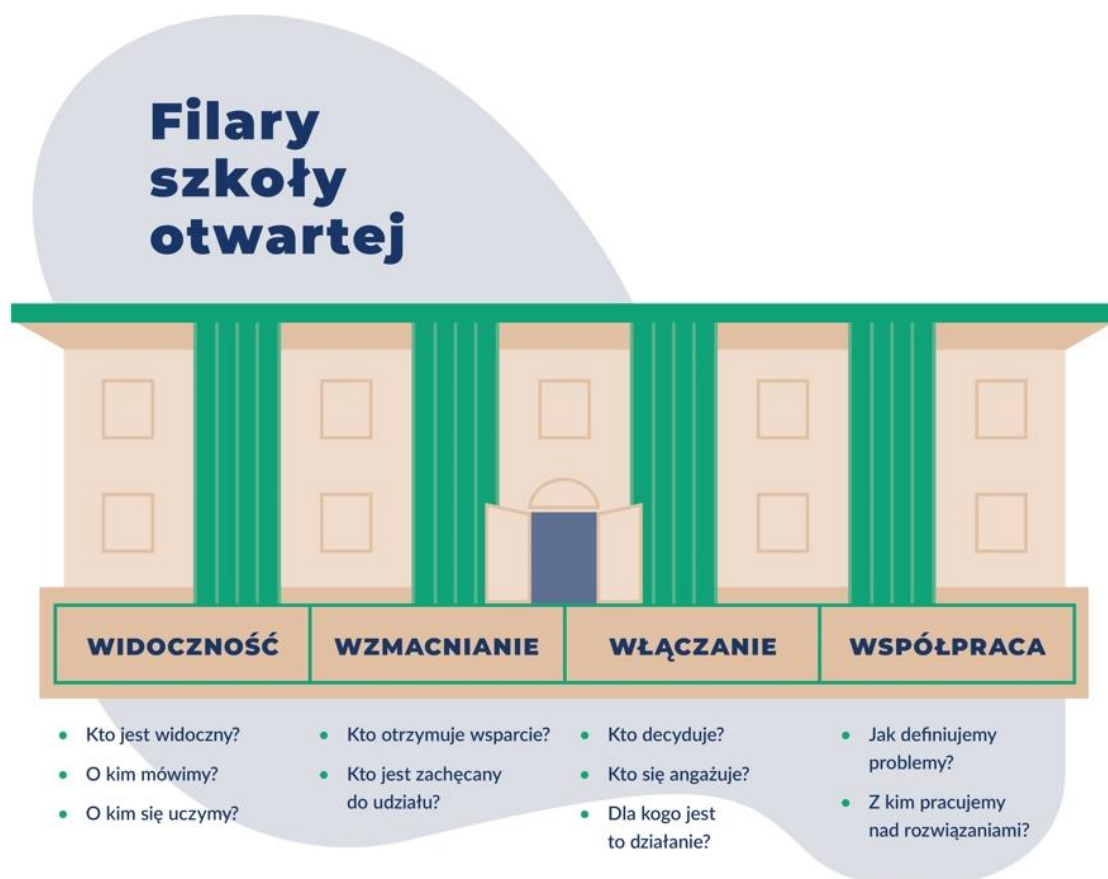 Filary
szkoły
otwartej
WIDOCZNOŚĆ
Kto jest widoczny?
O kim mówimy?
O kim się uczymy?
WZMACNIANIE
Kto otrzymuje wsparcie?
Kto jest zachęcany
do udziału?
WŁĄCZANIE
Kto decyduje?
Kto się angażuje?
Dla kogo jest
to działanie?
WSPÓŁPRACA
Jak definiujemy
problemy?
Z kim pracujemy
nad rozwiązaniami?